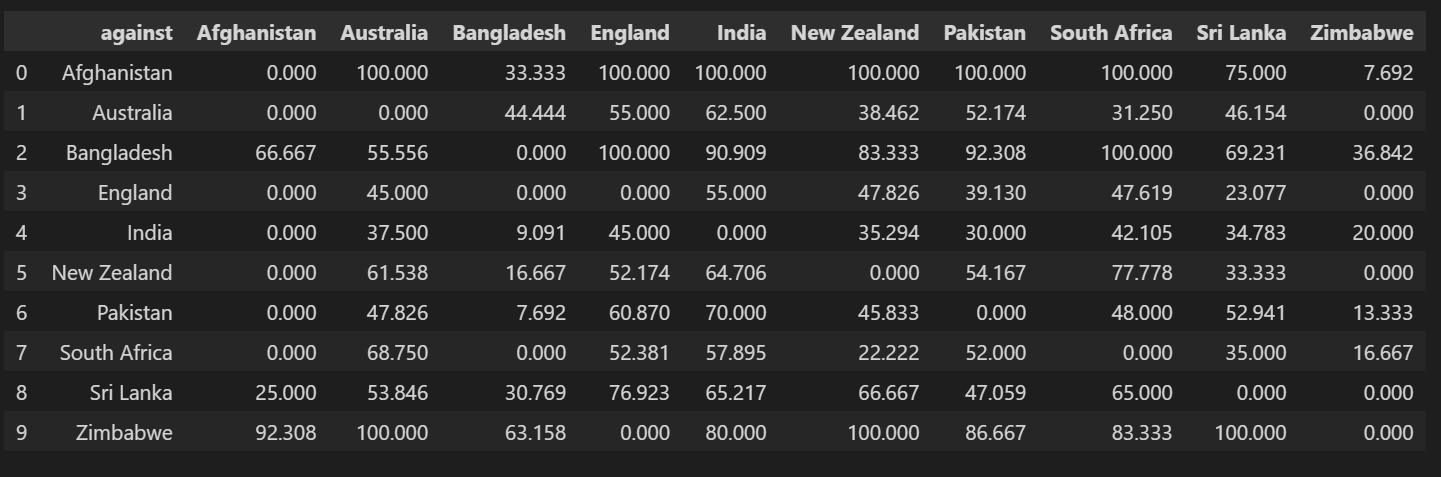 against Afghanistan Australia Bangladesh England India New Zealand Pakistan South Africa Sri Lanka Zimbabwe
0 Afghanistan 0.000 100.000 33.333 100.000 100.000 100.000 100.000 100.000 75.000 7.692
1 Australia 0.000 0.000 44.444 55.000 62.500 38.462 52.174 31.250 46.154 0.000
2 Bangladesh 66.667 55.556 0.000 100.000 90.909 83.333 92.308 100.000 69.231 36.842
3 England 0.000 45.000 0.000 0.000 55.000 47.826 39.130 47.619 23.077 0.000
4 India 0.000 37.500 9.091 45.000 0.000 35.294 30.000 42.105 34.783 20.000
5 New Zealand 0.000 61.538 16.667 52.174 64.706 0.000 54.167 77.778 33.333 0.000
6 Pakistan 0.000 47.826 7.692 60.870 70.000 45.833 0.000 48.000 52.941 13.333
7 South Africa 0.000 68.750 0.000 52.381 57.895 22.222 52.000 0.000 35.000 16.667
8 Sri Lanka 25.000 53.846 30.769 76.923 65.217 66.667 47.059 65.000 0.000 0.000
9 Zimbabwe 92.308 100.000 63.158 0.000 80.000 100.000 86.667 83.333 100.000 0.000